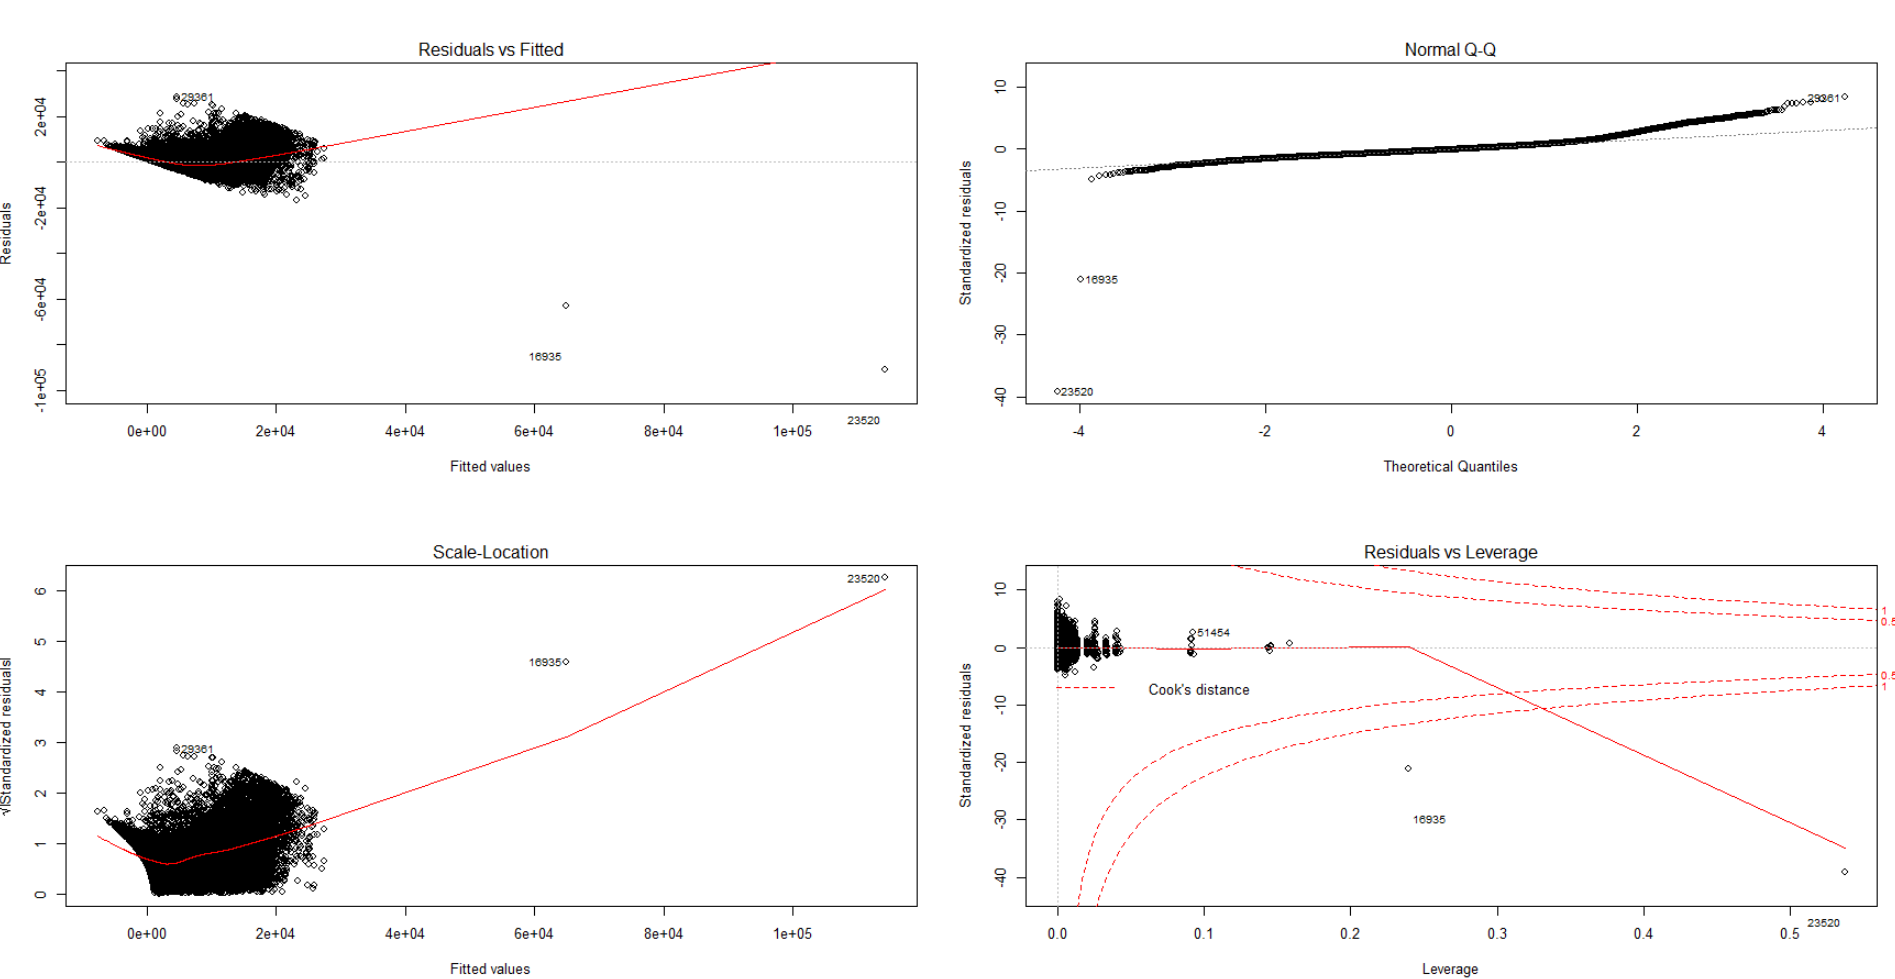 Residuals vs Fitted
Residuals
2e+04
-2e+04
-6e+04
-1e+05
29361
16935
23520
0e+00 2e+04 4e+04 6e+04 8e+04 1e+05
Fitted values
Normal Q-Q
Standardized residuals
10
0
-10
-20
-30
-40
29361
16935
23520
-4 -2 0 2 4
Theoretical Quantiles
Scale-Location
√|Standardized residuals|
6
5
4
3
2
1
0
23520
16935
29361
0e+00 2e+04 4e+04 6e+04 8e+04 1e+05
Fitted values
Residuals vs Leverage
Standardized residuals
10
0
-10
-20
-30
-40
1
0.5
51454
0.5
1
Cook's distance
16935
23520
0.0 0.1 0.2 0.3 0.4 0.5
Leverage